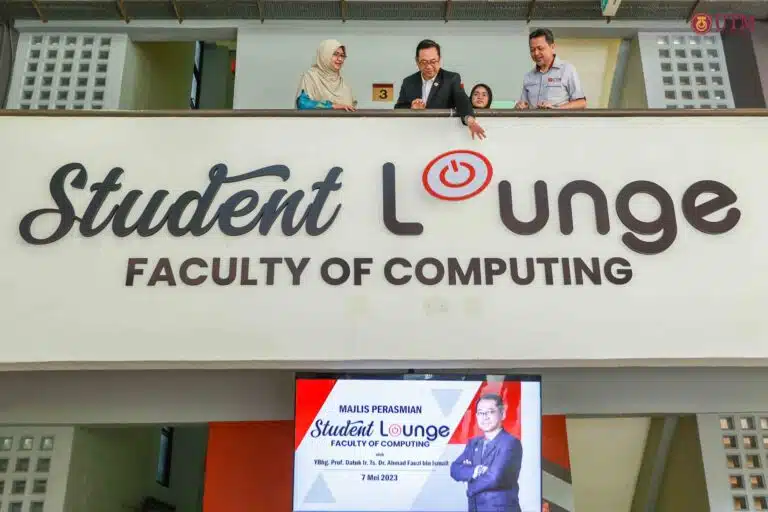 UTM
3
Student Lounge
FACULTY OF COMPUTING
MAJLIS PERASMIAN
Student Lounge
FACULTY OF COMPUTING
oleh
YBhg. Prof. Datuk Ir. Ts. Dr. Ahmad Fauzi bin Ismail
7 Mei 2023